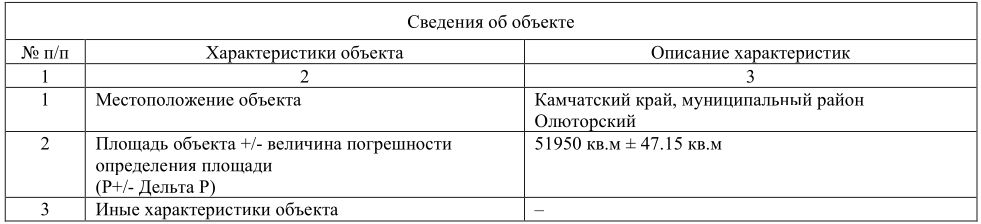 Сведения об объекте
№ п/п Характеристики объекта Описание характеристик
1 2 3
1 Местоположение объекта Камчатский край, муниципальный район
Олюторский
2 Площадь объекта +/- величина погрешности 51950 кв.м ± 47.15 кв.м
определения площади
(P+/- Дельта P)
3 Иные характеристики объекта –